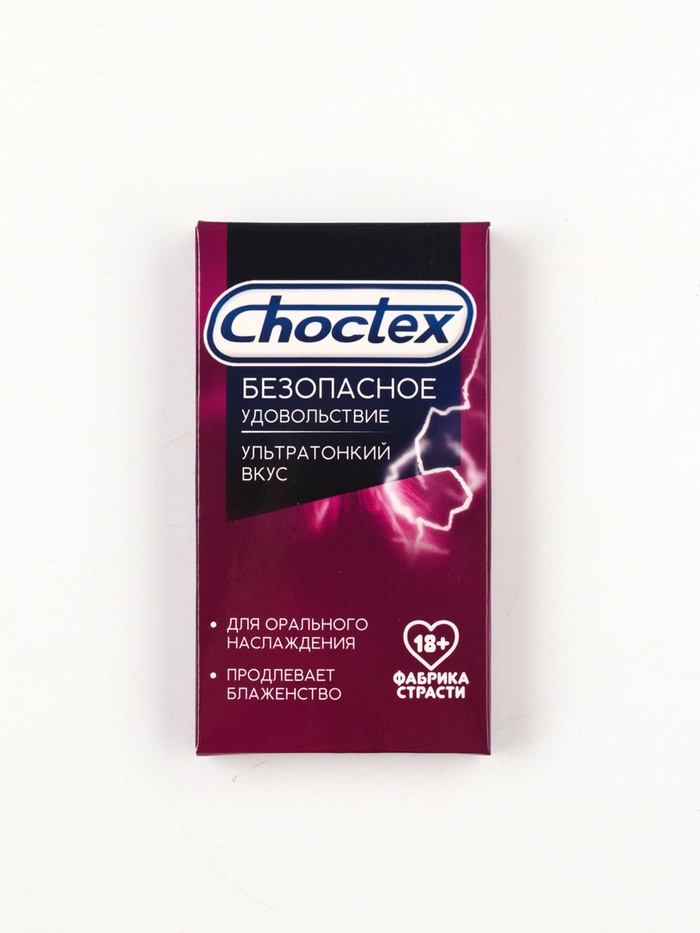 Choctex
БЕЗОПАСНОЕ
УДОВОЛЬСТВИЕ
УЛЬТРАТОНКИЙ
ВКУС
• ДЛЯ ОРАЛЬНОГО
НАСЛАЖДЕНИЯ
• ПРОДЛЕВАЕТ
БЛАЖЕНСТВО
18+
ФАБРИКА
СТРАСТИ